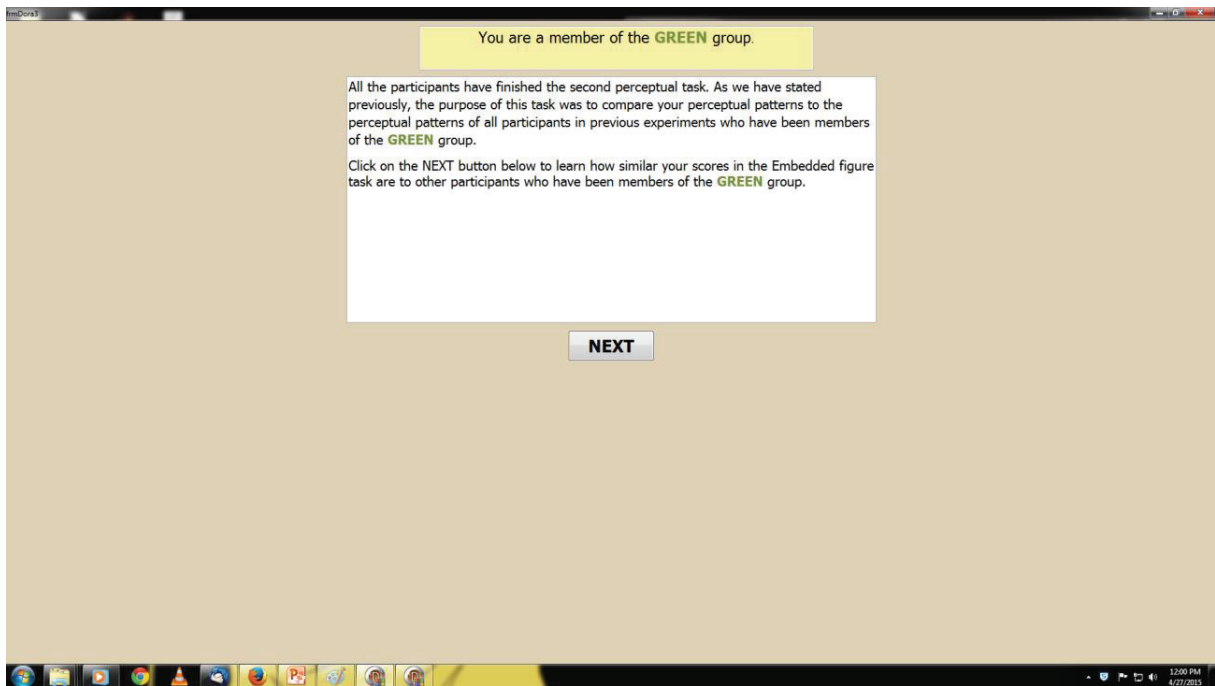 frmDora3
You are a member of the GREEN group.
All the participants have finished the second perceptual task. As we have stated
previously, the purpose of this task was to compare your perceptual patterns to the
perceptual patterns of all participants in previous experiments who have been members
of the GREEN group.
Click on the NEXT button below to learn how similar your scores in the Embedded figure
task are to other participants who have been members of the GREEN group.
NEXT
12:00 PM
4/27/2015